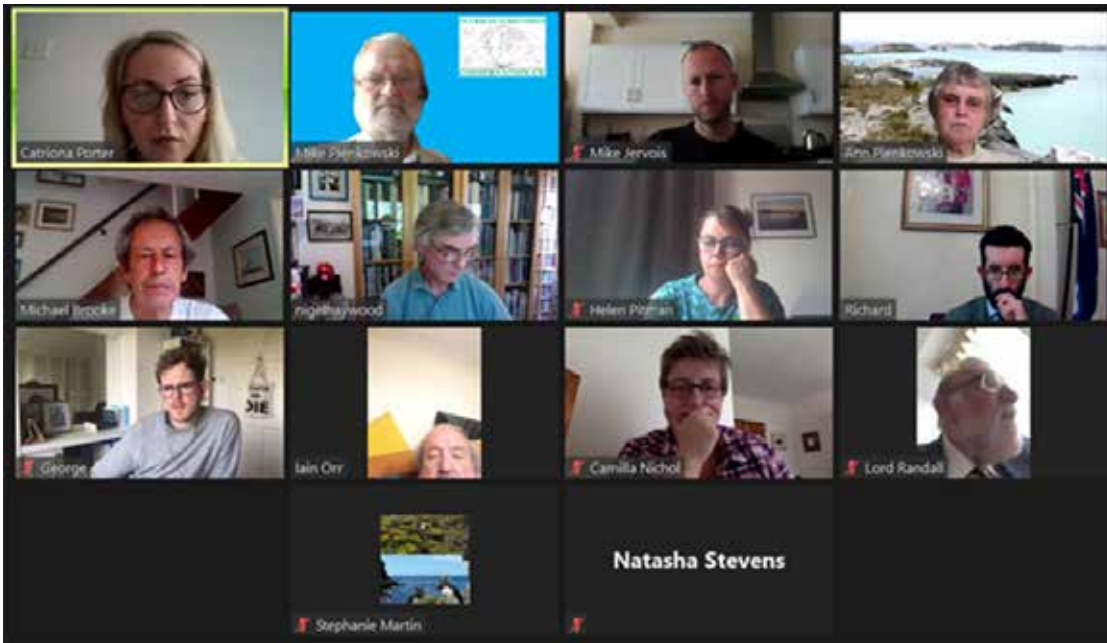 Catriona Porter
Mike Pienkowski
Mike Jervois
Ann Pienkowski
Michael Brooke
nigelhaywood
Helen Pitman
Richard
George
DIE
Iain Orr
Camilla Nichol
Lord Randall
Stephanie Martin
Natasha Stevens